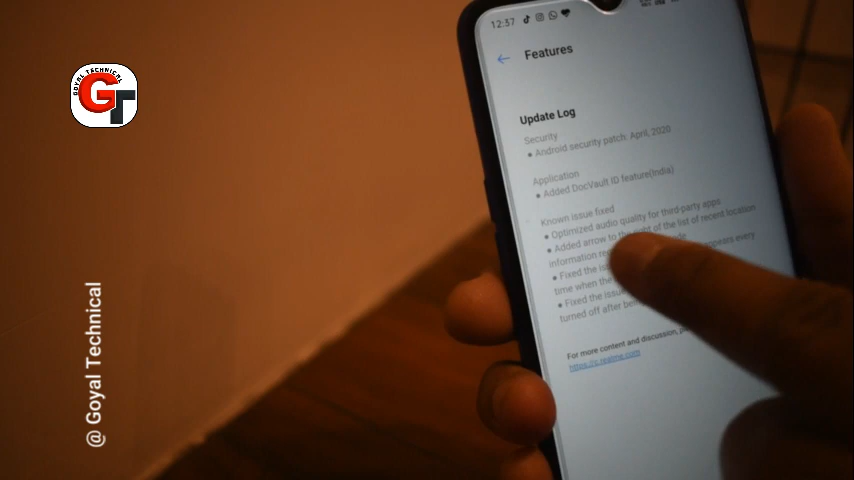 GOYAL TECHNICAL
GT
@ Goyal Technical
12:37
Features
Update Log
Security
• Android security patch: April, 2020
Application
• Added DocVault ID feature(India)
Known issue fixed
• Optimized audio quality for third-party apps
• Added arrow to the right of the list of recent location
information
• Fixed the appears every
time when the
• Fixed the issue
turned off after
For more content and discussion,
https://c.realme.com